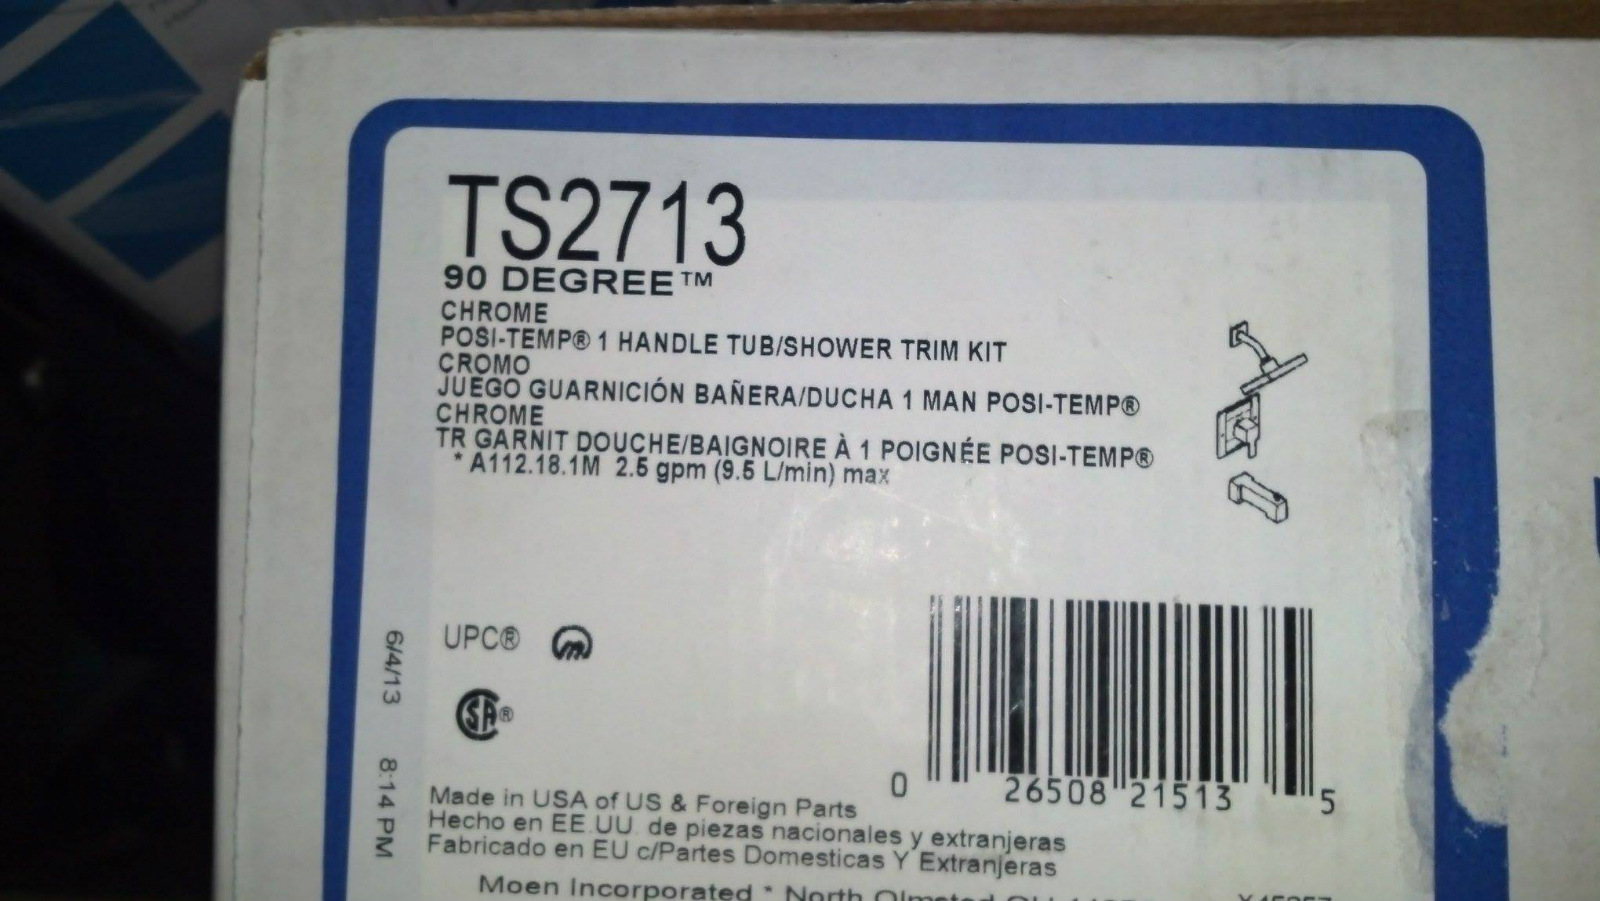 TS2713
90 DEGREE™
CHROME
POSI-TEMP® 1 HANDLE TUB/SHOWER TRIM KIT
CROMO
JUEGO GUARNICIÓN BAÑERA/DUCHA 1 MAN POSI-TEMP®
CHROME
TR GARNIT DOUCHE/BAIGNOIRE À 1 POIGNÉE POSI-TEMP®
* A112.18.1M 2.5 gpm (9.5 L/min) max
UPC®
SA®
6/4/13 8:14 PM
0 26508 21513 5
Made in USA of US & Foreign Parts
Hecho en EE.UU. de piezas nacionales y extranjeras
Fabricado en EU c/Partes Domesticas Y Extranjeras
Moen Incorporated * North Olmsted